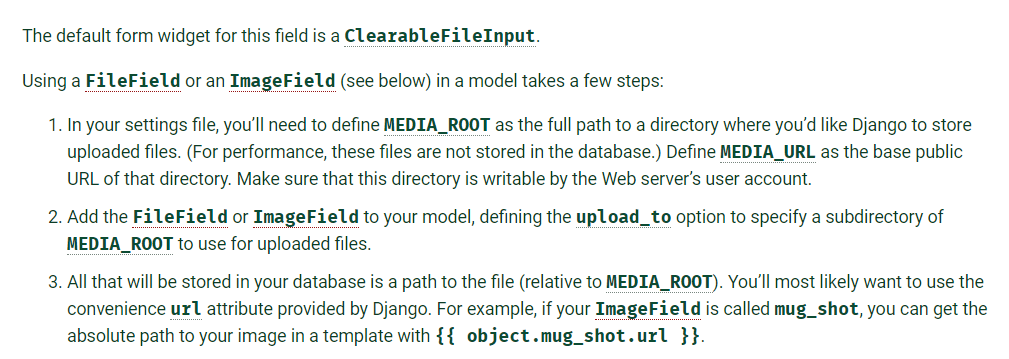 The default form widget for this field is a ClearableFileInput.
Using a FileField or an ImageField (see below) in a model takes a few steps:
1. In your settings file, you’ll need to define MEDIA_ROOT as the full path to a directory where you’d like Django to store
uploaded files. (For performance, these files are not stored in the database.) Define MEDIA_URL as the base public
URL of that directory. Make sure that this directory is writable by the Web server’s user account.
2. Add the FileField or ImageField to your model, defining the upload_to option to specify a subdirectory of
MEDIA_ROOT to use for uploaded files.
3. All that will be stored in your database is a path to the file (relative to MEDIA_ROOT). You’ll most likely want to use the
convenience url attribute provided by Django. For example, if your ImageField is called mug_shot, you can get the
absolute path to your image in a template with {{ object.mug_shot.url }}.